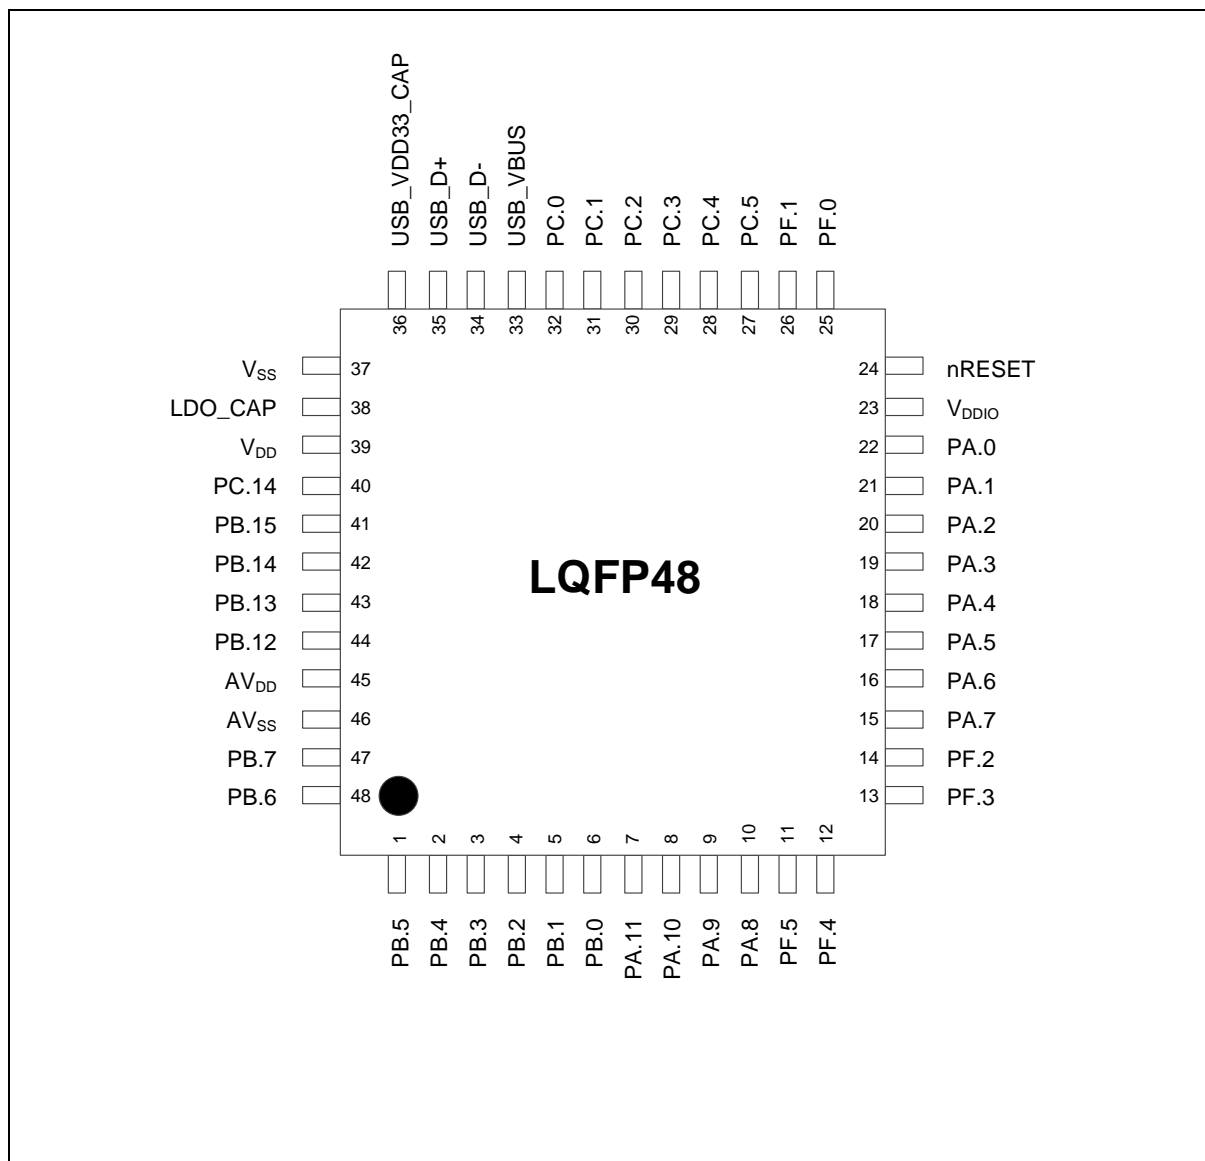 USB_VDD33_CAP
USB_D+
USB_D-
USB_VBUS
PC.0
PC.1
PC.2
PC.3
PC.4
PC.5
PF.1
PF.0
36
35
34
33
32
31
30
29
28
27
26
25
VSS 37
LDO_CAP 38
VDD 39
PC.14 40
PB.15 41
PB.14 42
PB.13 43
PB.12 44
AVDD 45
AVSS 46
PB.7 47
PB.6 48
LQFP48
24 nRESET
23 VDDIO
22 PA.0
21 PA.1
20 PA.2
19 PA.3
18 PA.4
17 PA.5
16 PA.6
15 PA.7
14 PF.2
13 PF.3
1
2
3
4
5
6
7
8
9
10
11
12
PB.5
PB.4
PB.3
PB.2
PB.1
PB.0
PA.11
PA.10
PA.9
PA.8
PF.5
PF.4